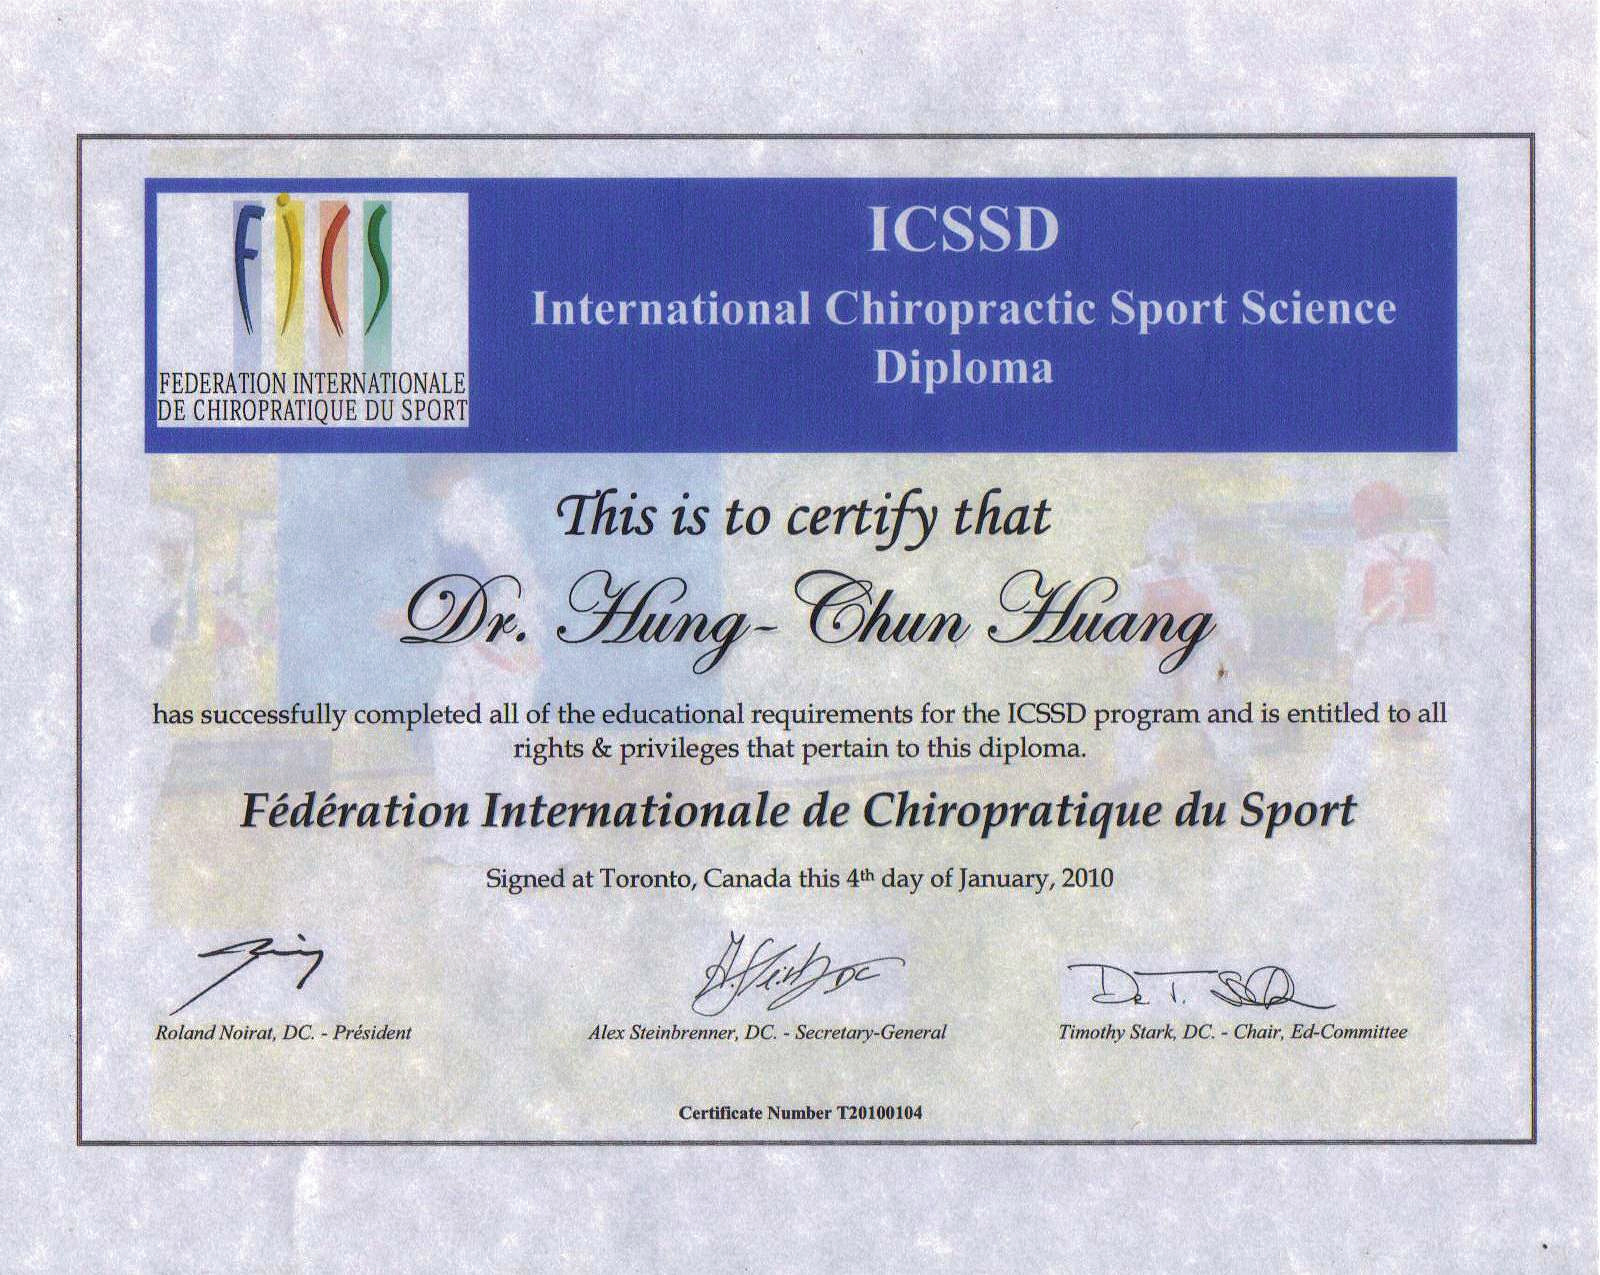 FICS
FEDERATION INTERNATIONALE
DE CHIROPRATIQUE DU SPORT
ICSSD
International Chiropractic Sport Science
Diploma
This is to certify that
Dr. Hung-Chun Huang
has successfully completed all of the educational requirements for the ICSSD program and is entitled to all
rights & privileges that pertain to this diploma.
Fédération Internationale de Chiropratique du Sport
Signed at Toronto, Canada this 4th day of January, 2010
Roland Noirat, DC. - Président
Alex Steinbrenner, DC. - Secretary-General
Timothy Stark, DC. - Chair, Ed-Committee
Certificate Number T20100104